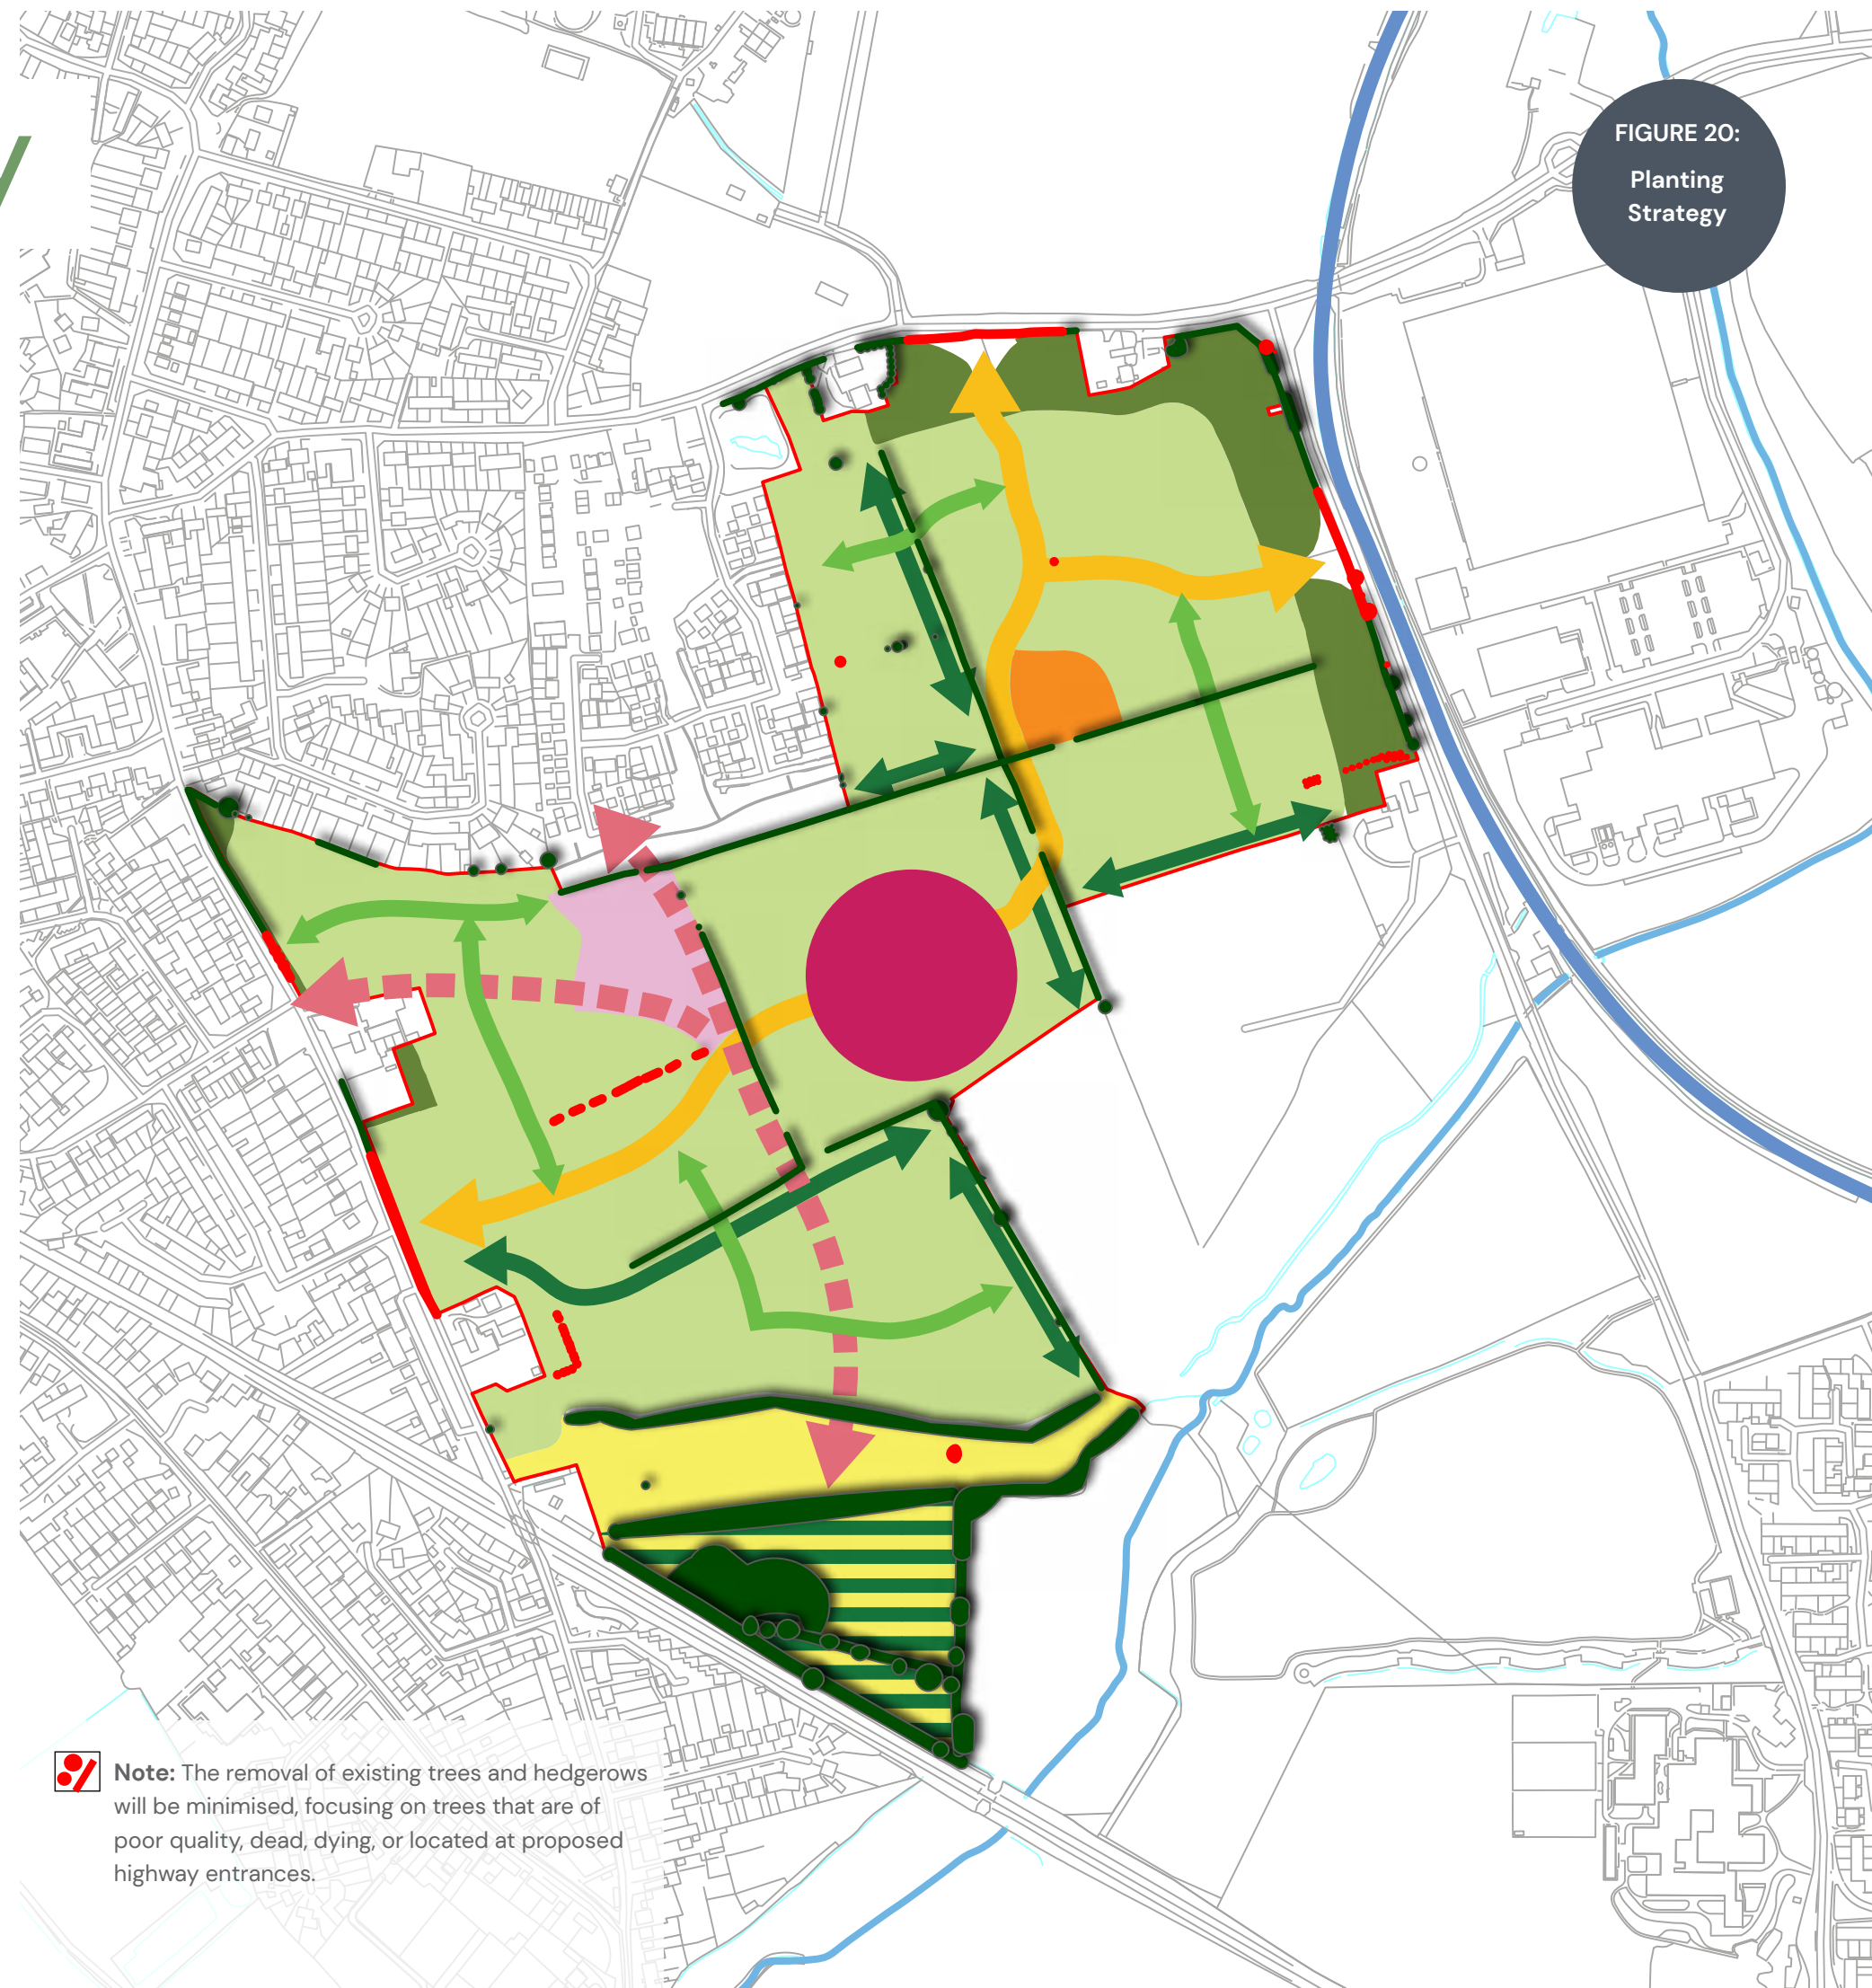 FIGURE 20:
Planting
Strategy
Note: The removal of existing trees and hedgerows
will be minimised, focusing on trees that are of
poor quality, dead, dying, or located at proposed
highway entrances.